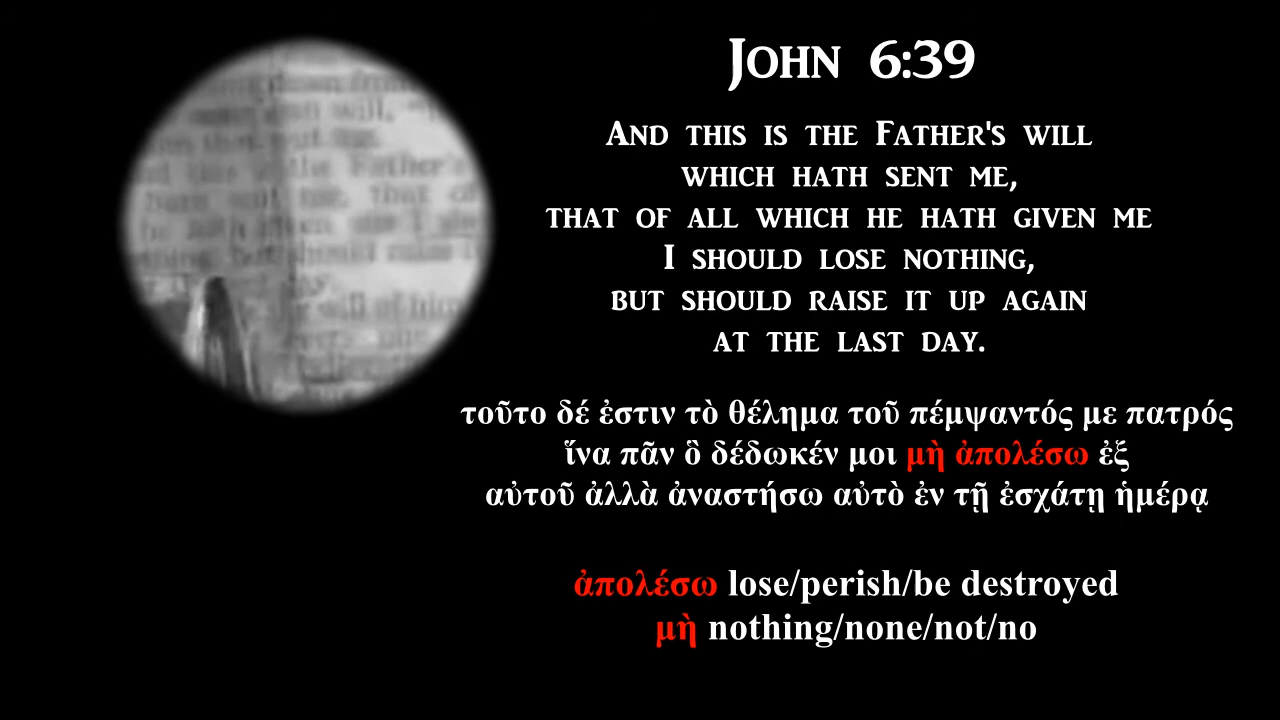 John 6:39
And this is the Father's will
which hath sent me,
that of all which he hath given me
I should lose nothing,
but should raise it up again
at the last day.
τοῦτο δέ ἐστιν τὸ θέλημα τοῦ πέμψαντός με πατρός
ἵνα πᾶν ὃ δέδωκέν μοι μὴ ἀπολέσω ἐξ
αὐτοῦ ἀλλὰ ἀναστήσω αὐτὸ ἐν τῇ ἐσχάτῃ ἡμέρᾳ
ἀπολέσω lose/perish/be destroyed
μὴ nothing/none/not/no